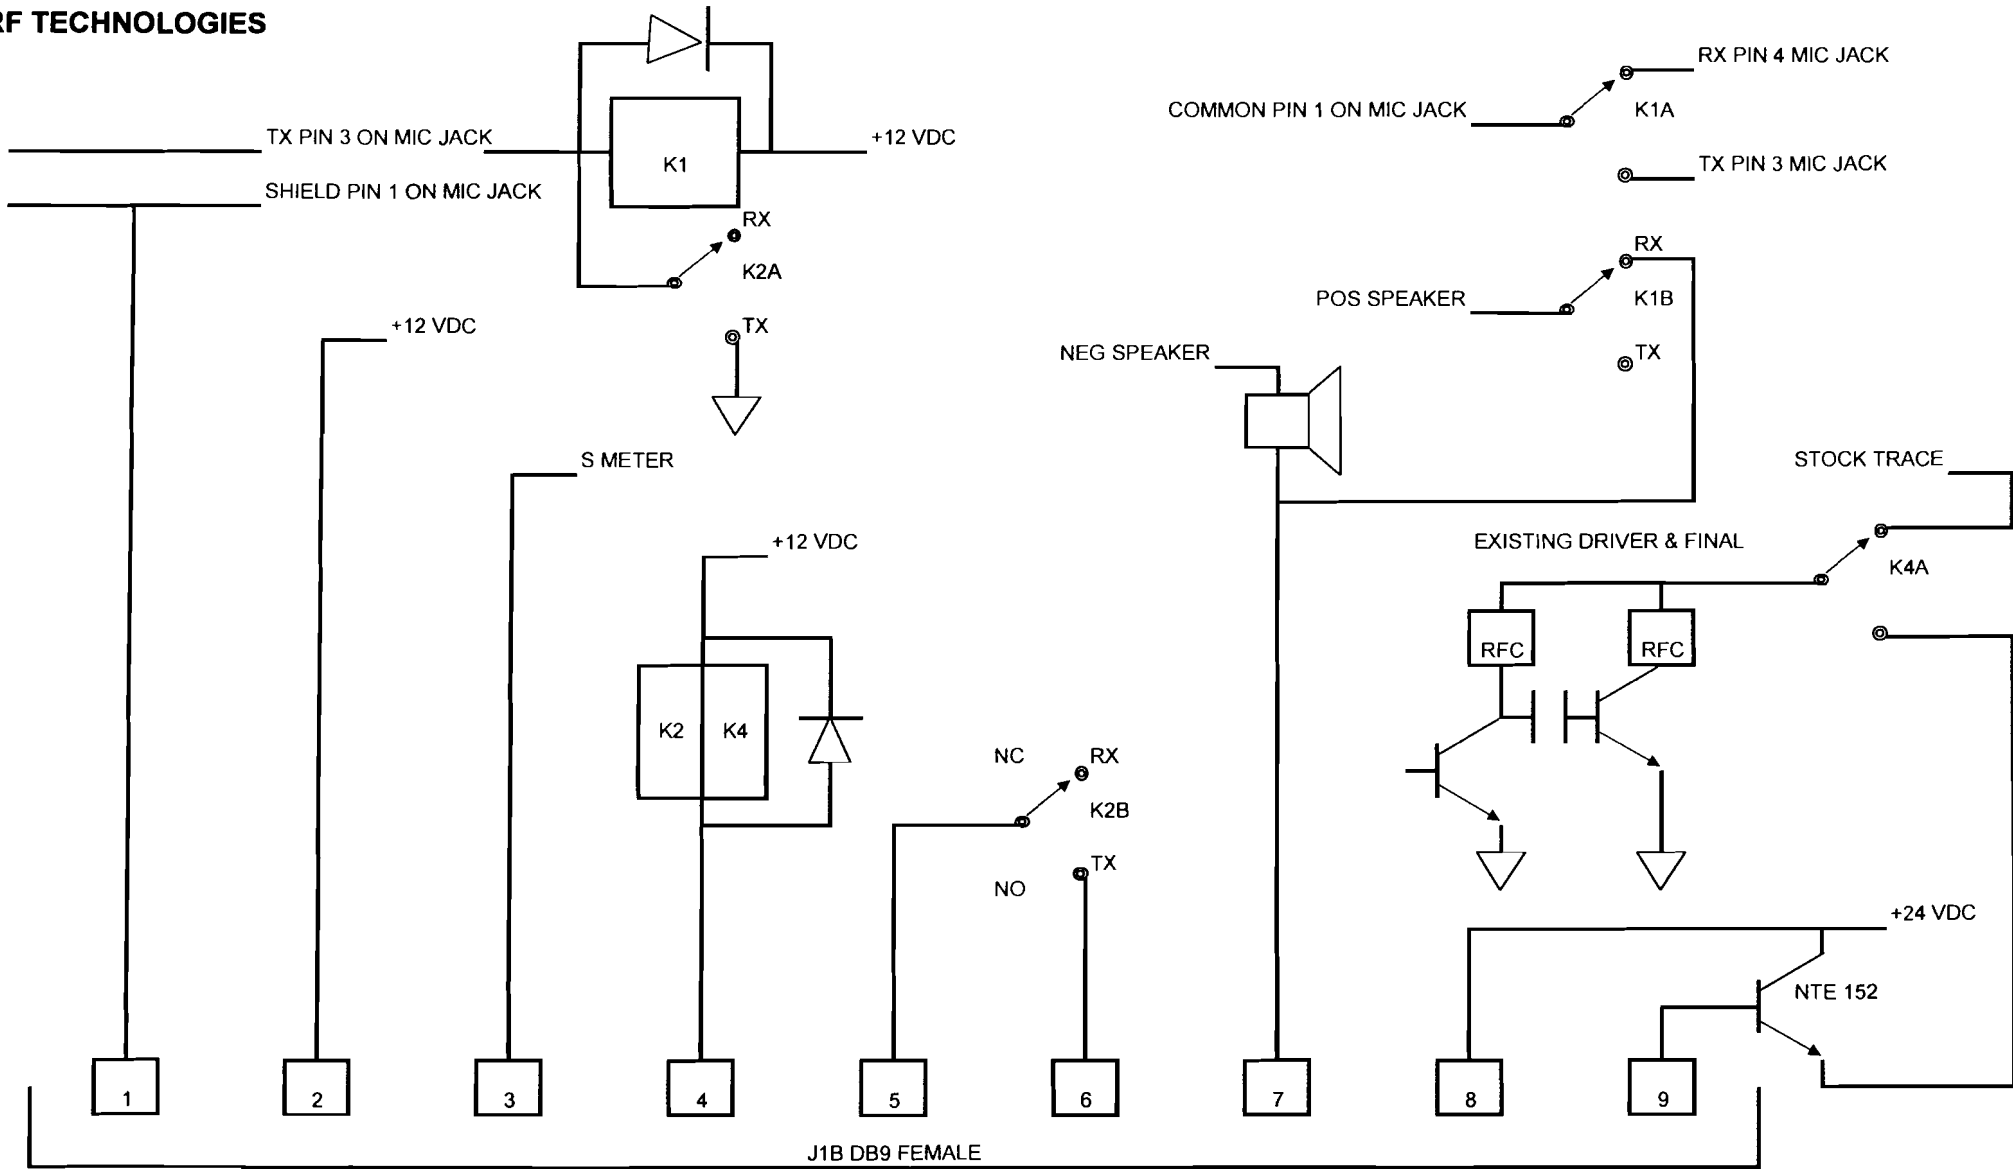 RF TECHNOLOGIES
RX PIN 4 MIC JACK
COMMON PIN 1 ON MIC JACK
K1A
TX PIN 3 ON MIC JACK
+12 VDC
K1
TX PIN 3 MIC JACK
SHIELD PIN 1 ON MIC JACK
RX
K2A
RX
POS SPEAKER
K1B
+12 VDC
TX
NEG SPEAKER
TX
S METER
STOCK TRACE
+12 VDC
EXISTING DRIVER & FINAL
K4A
RFC
RFC
K2
K4
NC
RX
K2B
TX
NO
+24 VDC
NTE 152
1
2
3
4
5
6
7
8
9
J1B DB9 FEMALE